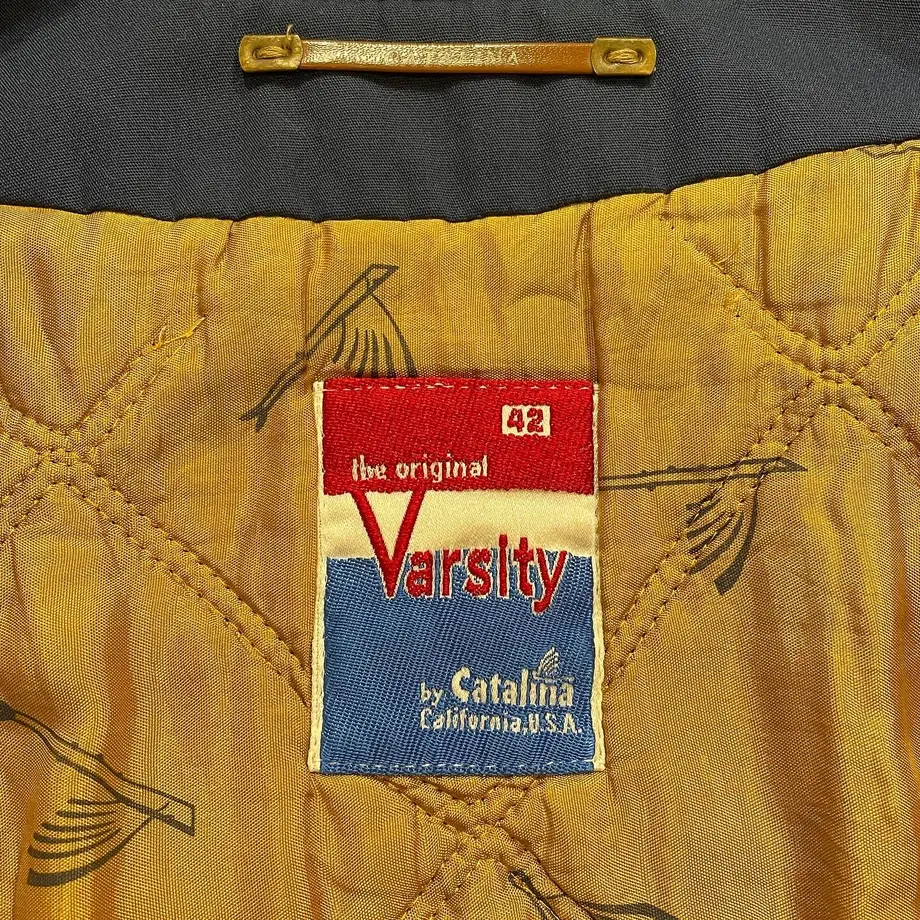 42
the original
Varsity
by Catalina
California, U.S.A.